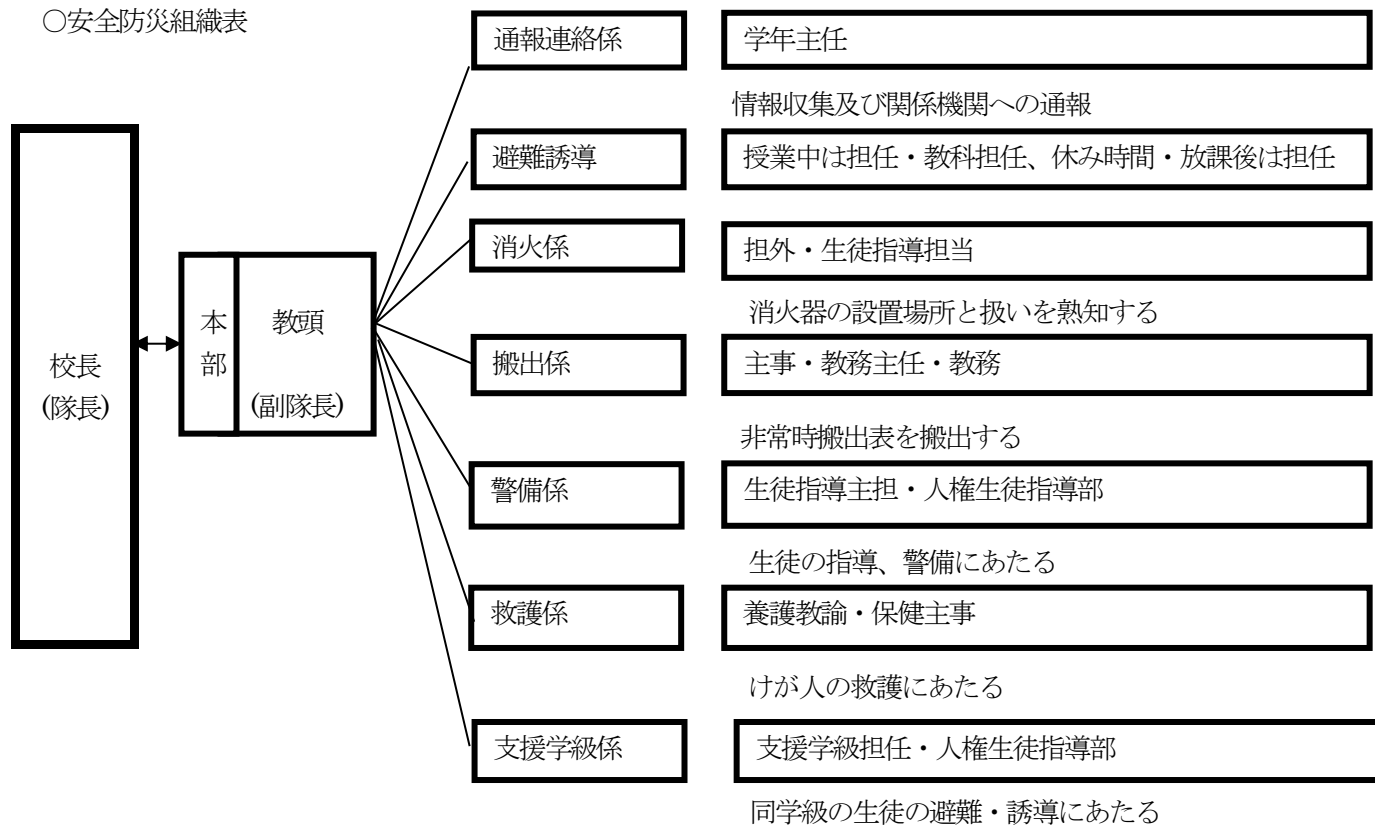 ○安全防災組織表
校長
(隊長)
本部
教頭
(副隊長)
通報連絡係
学年主任
情報収集及び関係機関への通報
避難誘導
授業中は担任・教科担任、休み時間・放課後は担任
消火係
担外・生徒指導担当
消火器の設置場所と扱いを熟知する
搬出係
主事・教務主任・教務
非常時搬出表を搬出する
警備係
生徒指導主担・人権生徒指導部
生徒の指導、警備にあたる
救護係
養護教諭・保健主事
けが人の救護にあたる
支援学級係
支援学級担任・人権生徒指導部
同学級の生徒の避難・誘導にあたる